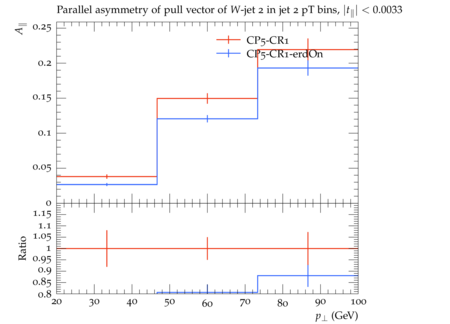 Parallel asymmetry of pull vector of W-jet 2 in jet 2 pT bins, |t∥| < 0.0033
A∥
CP5-CR1
CP5-CR1-erdOn
0.25
0.2
0.15
0.1
0.05
0
Ratio
1.15
1.1
1.05
1
0.95
0.9
0.85
0.8
20 30 40 50 60 70 80 90 100
p⊥ (GeV)